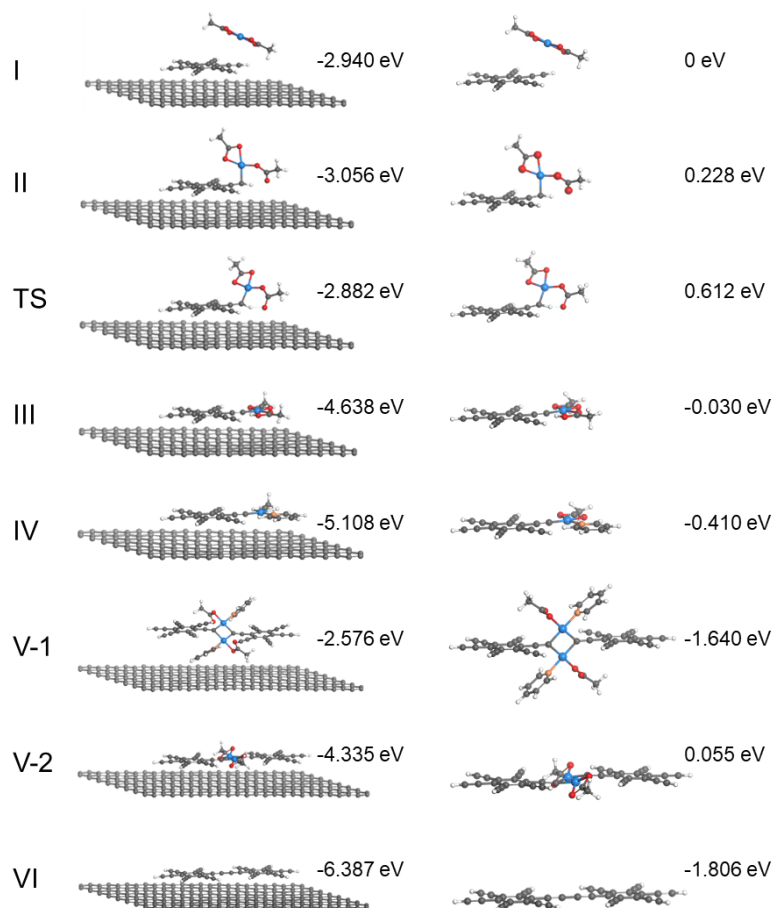 I -2.940 eV 0 eV
II -3.056 eV 0.228 eV
TS -2.882 eV 0.612 eV
III -4.638 eV -0.030 eV
IV -5.108 eV -0.410 eV
V-1 -2.576 eV -1.640 eV
V-2 -4.335 eV 0.055 eV
VI -6.387 eV -1.806 eV